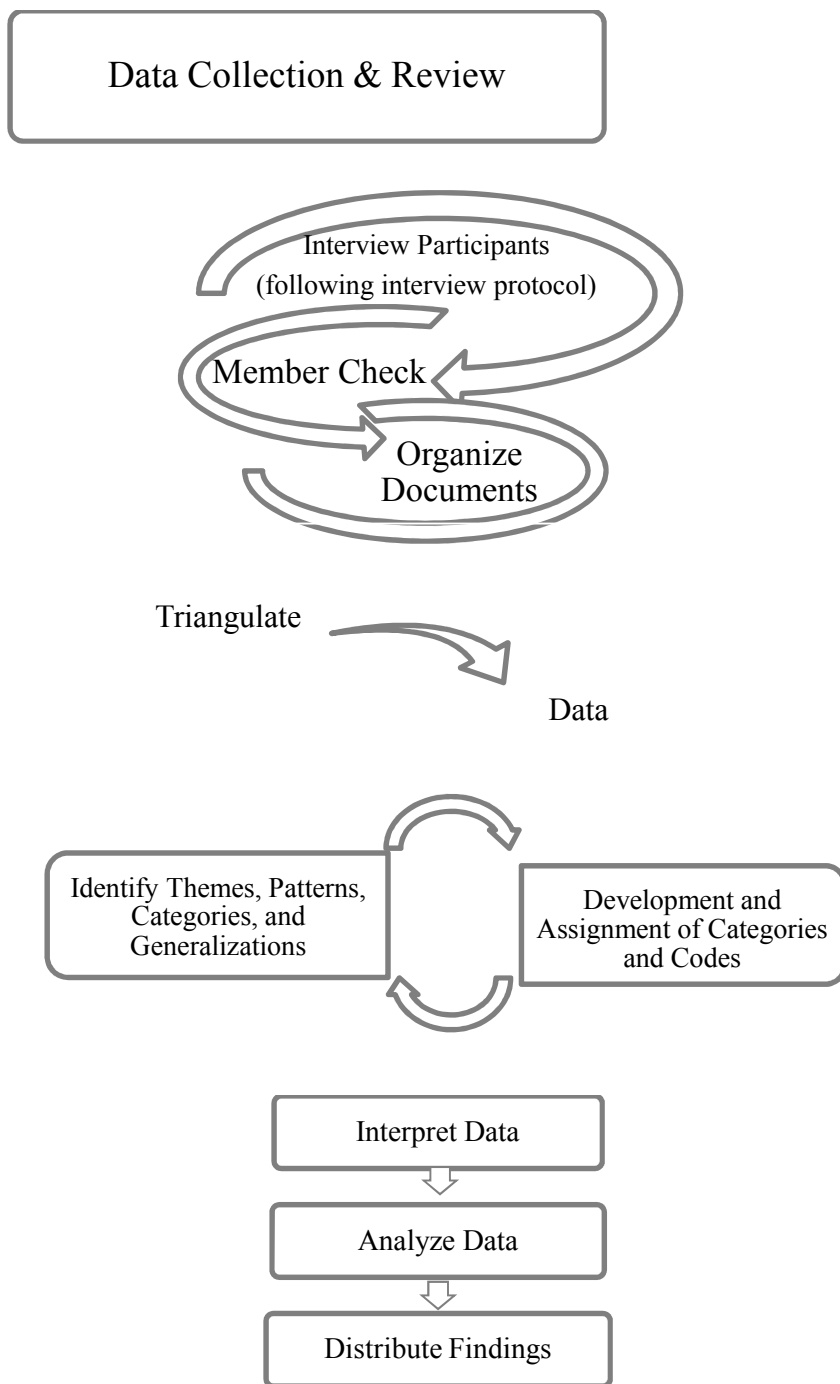 Data Collection & Review
Interview Participants
(following interview protocol)
Member Check
Organize
Documents
Triangulate
Data
Identify Themes, Patterns,
Categories, and
Generalizations
Development and
Assignment of Categories
and Codes
Interpret Data
Analyze Data
Distribute Findings